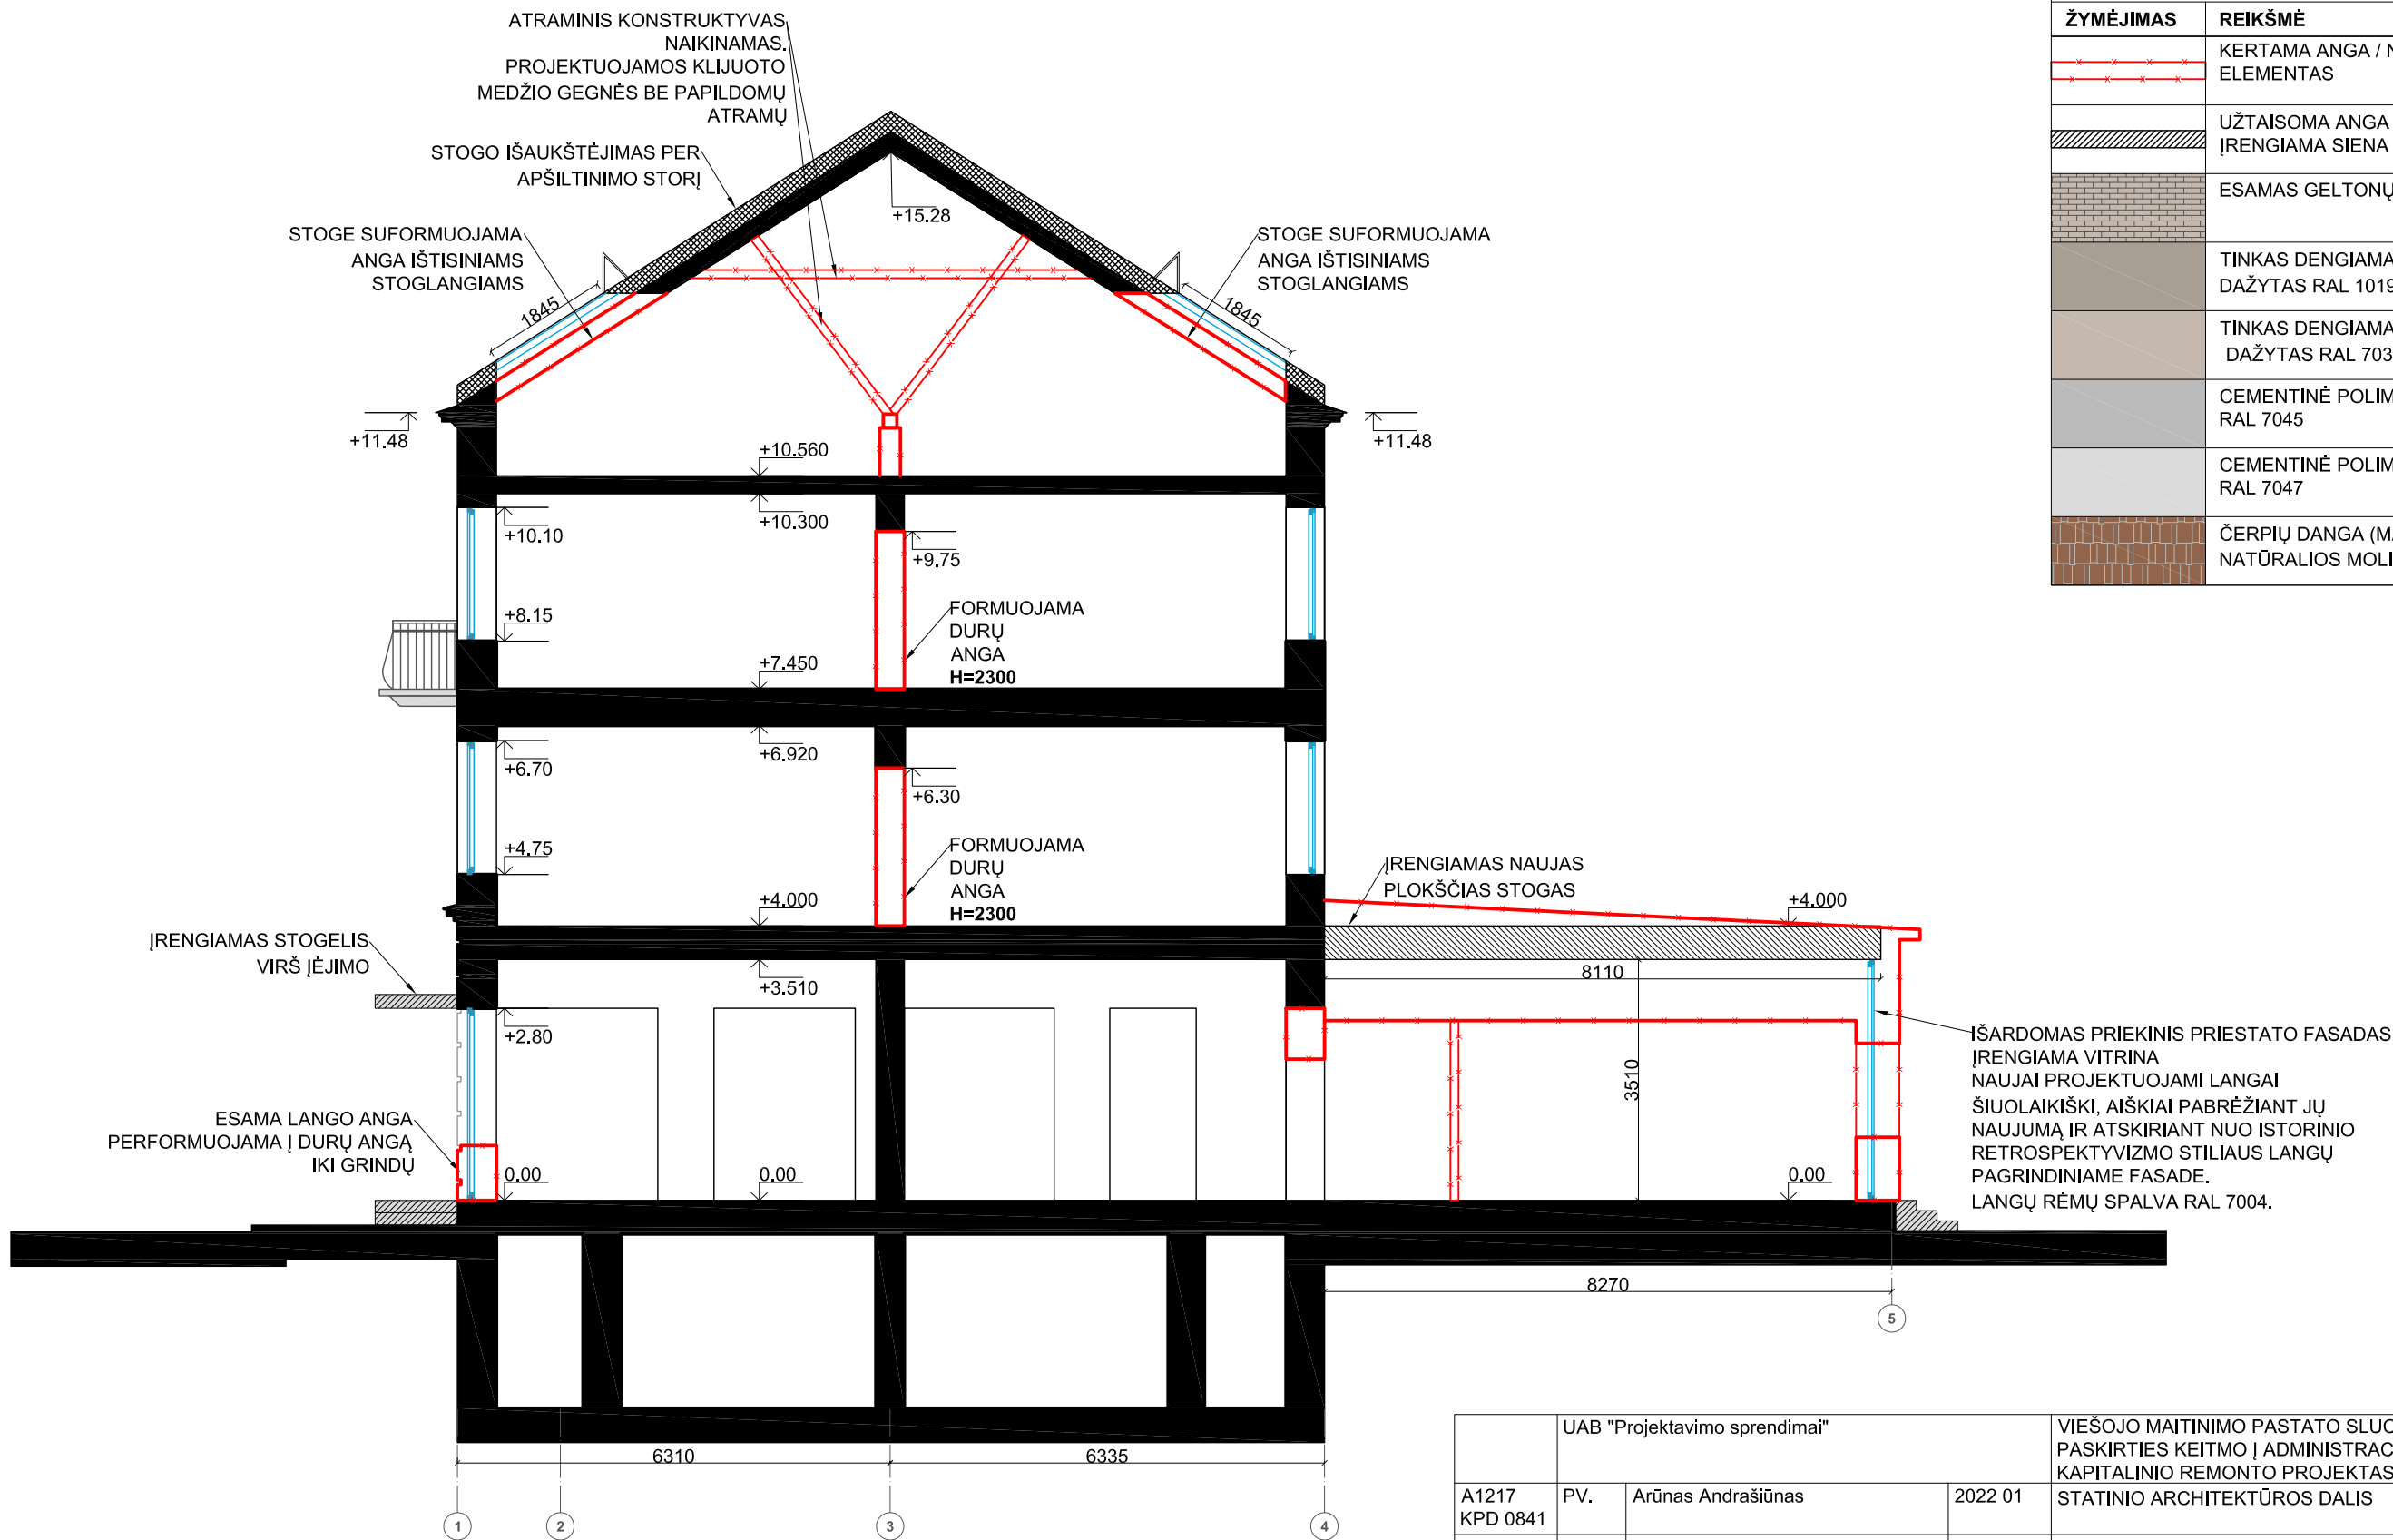 ATRAMINIS KONSTRUKTYVAS
NAIKINAMAS.
PROJEKTUOJAMOS KLIJUOTO
MEDŽIO GEGNĖS BE PAPILDOMŲ
ATRAMŲ
STOGO IŠAUKŠTĖJIMAS PER
APŠILTINIMO STORĮ
STOGE SUFORMUOJAMA
ANGA IŠTISINIAMS
STOGLANGIAMS
1845
+15.28
STOGE SUFORMUOJAMA
ANGA IŠTISINIAMS
STOGLANGIAMS
1845
+11.48
+11.48
+10.560
+10.300
+10.10
+9.75
+8.15
FORMUOJAMA
DURŲ
ANGA
H=2300
+7.450
+6.920
+6.70
+6.30
+4.75
FORMUOJAMA
DURŲ
ANGA
H=2300
+4.000
ĮRENGIAMAS NAUJAS
PLOKŠČIAS STOGAS
+4.000
ĮRENGIAMAS STOGELIS
VIRŠ ĮĖJIMO
+3.510
8110
+2.80
3510
IŠARDOMAS PRIEKINIS PRIESTATO FASADAS
ĮRENGIAMA VITRINA
NAUJAI PROJEKTUOJAMI LANGAI
ŠIUOLAIKIŠKI, AIŠKIAI PABRĖŽIANT JŲ
NAUJUMĄ IR ATSKIRIANT NUO ISTORINIO
RETROSPEKTYVIZMO STILIAUS LANGŲ
PAGRINDINIAME FASADE.
LANGŲ RĖMŲ SPALVA RAL 7004.
ESAMA LANGO ANGA
PERFORMUOJAMA Į DURŲ ANGĄ
IKI GRINDŲ
0.00
0.00
0.00
8270
5
6310
6335
1
2
3
4
ŽYMĖJIMAS REIKŠMĖ
KERTAMA ANGA / N
ELEMENTAS
UŽTAISOMA ANGA
ĮRENGIAMA SIENA
ESAMAS GELTONŲ
TINKAS DENGIAMA
DAŽYTAS RAL 1019
TINKAS DENGIAMA
DAŽYTAS RAL 703
CEMENTINĖ POLIM
RAL 7045
CEMENTINĖ POLIM
RAL 7047
ČERPIŲ DANGA (M
NATŪRALIOS MOLI
UAB "Projektavimo sprendimai"
VIEŠOJO MAITINIMO PASTATO SLUO
PASKIRTIES KEITMO Į ADMINISTRAC
KAPITALINIO REMONTO PROJEKTAS
A1217
KPD 0841
PV.
Arūnas Andrašiūnas
2022 01
STATINIO ARCHITEKTŪROS DALIS